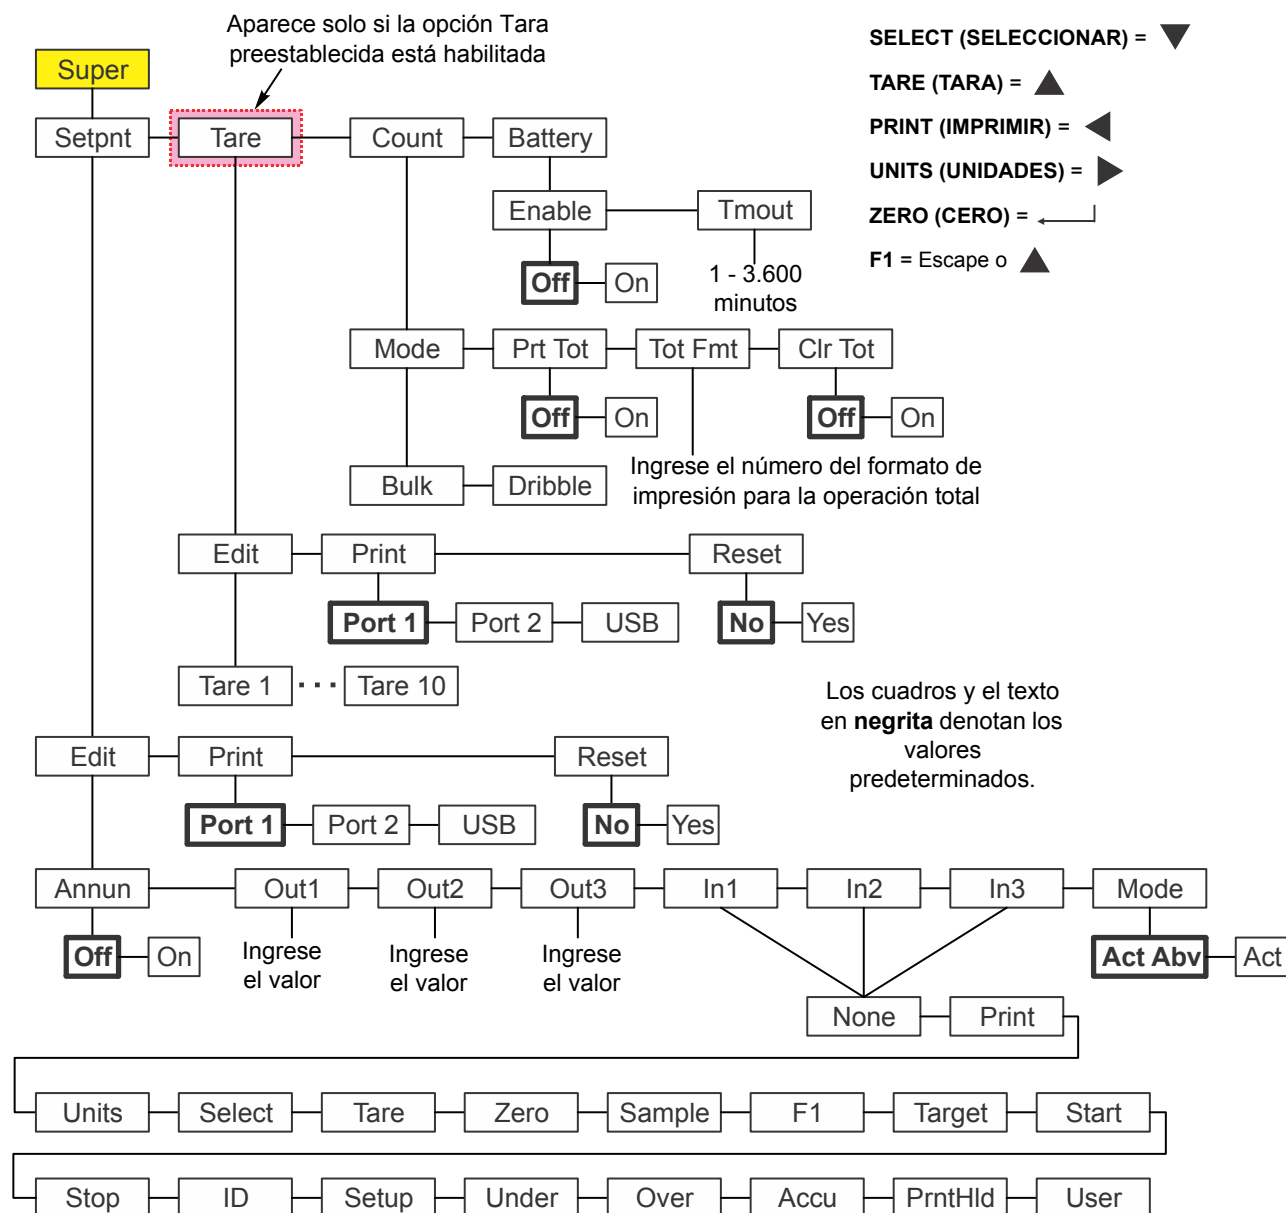 Aparece solo si la opción Tara
preestablecida está habilitada
SELECT (SELECCIONAR) =
TARE (TARA) =
PRINT (IMPRIMIR) =
UNITS (UNIDADES) =
ZERO (CERO) =
F1 = Escape o
Super
Setpnt Tare Count Battery
Enable Tmout
Off On
1 - 3.600
minutos
Mode Prt Tot Tot Fmt Clr Tot
Off On Off On
Ingrese el número del formato de
impresión para la operación total
Bulk Dribble
Edit Print Reset
Port 1 Port 2 USB No Yes
Tare 1 ··· Tare 10
Los cuadros y el texto
en negrita denotan los
valores
predeterminados.
Edit Print Reset
Port 1 Port 2 USB No Yes
Annun Out1 Out2 Out3 In1 In2 In3 Mode
Off On
Ingrese
el valor
Ingrese
el valor
Ingrese
el valor
Act Abv Act
None Print
Units Select Tare Zero Sample F1 Target Start
Stop ID Setup Under Over Accu PrntHld User